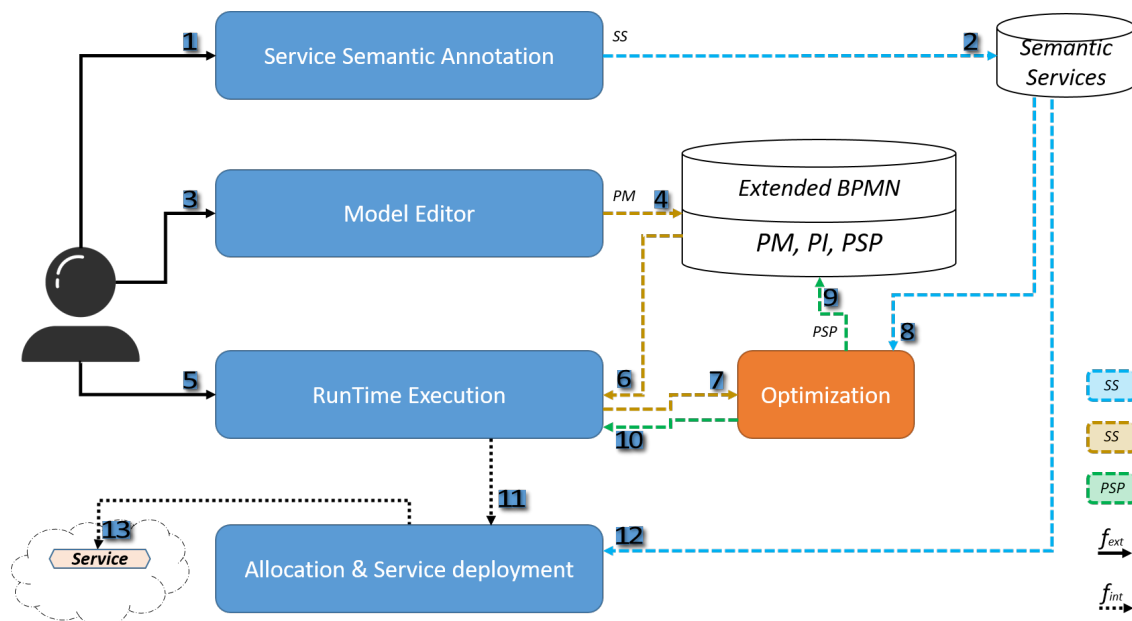 1
Service Semantic Annotation
SS
2
Semantic
Services
3
Model Editor
PM
4
Extended BPMN
PM, PI, PSP
9
PSP
8
5
RunTime Execution
6
7
Optimization
10
SS
SS
PSP
11
12
13
Service
Allocation & Service deployment
fext
fint